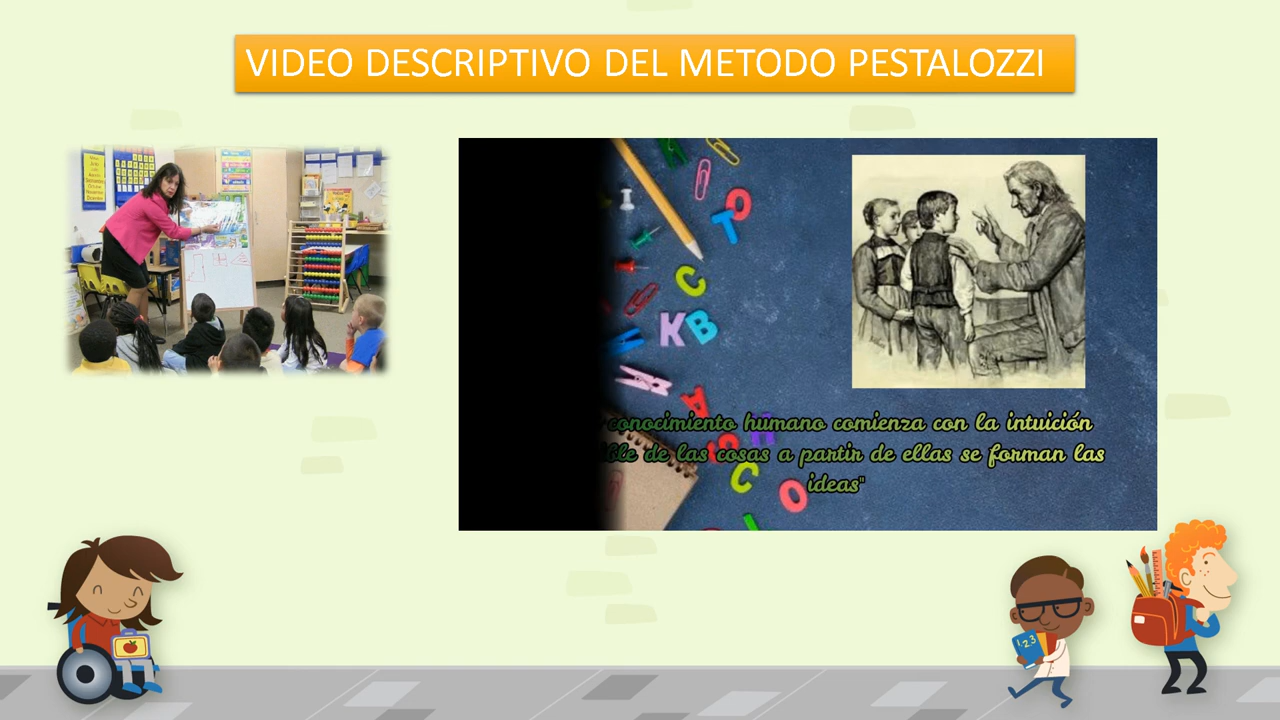 VIDEO DESCRIPTIVO DEL METODO PESTALOZZI
conocimiento humano comienza con la intuición
de las cosas a partir de ellas se forman las
ideas"